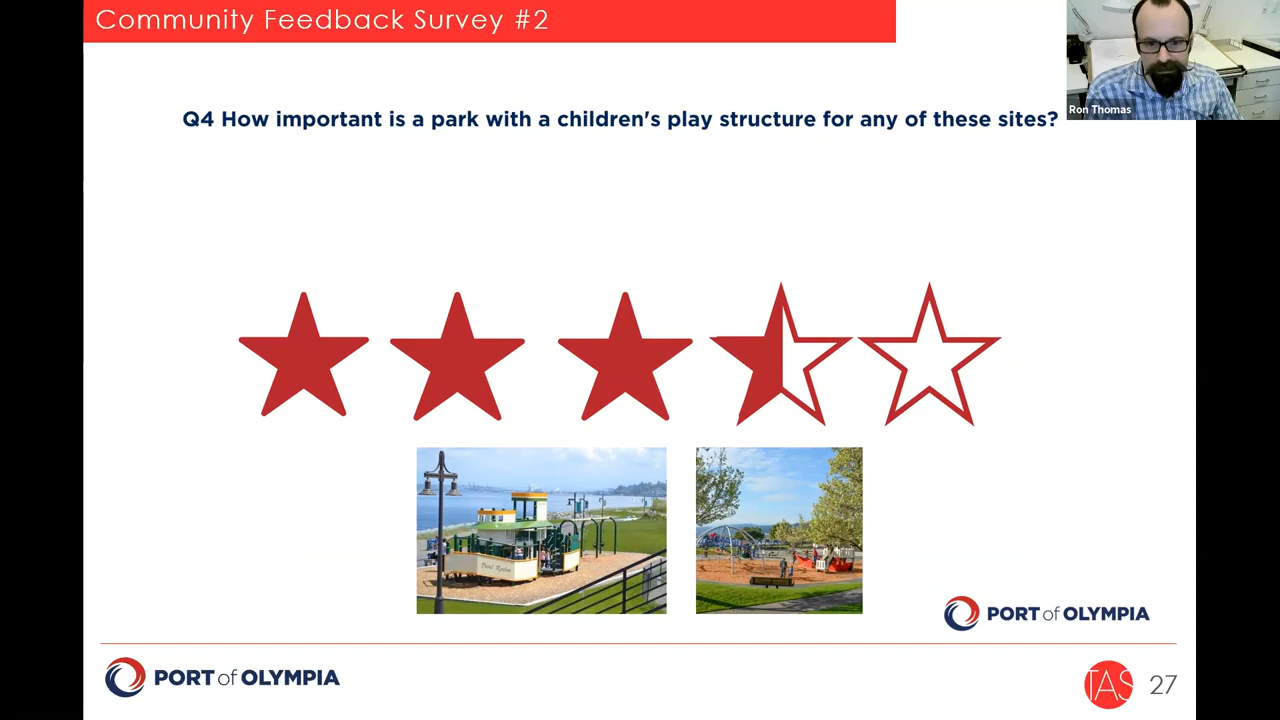 Community Feedback Survey #2
Ron Thomas
Q4 How important is a park with a children's play structure for any of these sites?
PORT of OLYMPIA
PORT of OLYMPIA
TAS
27